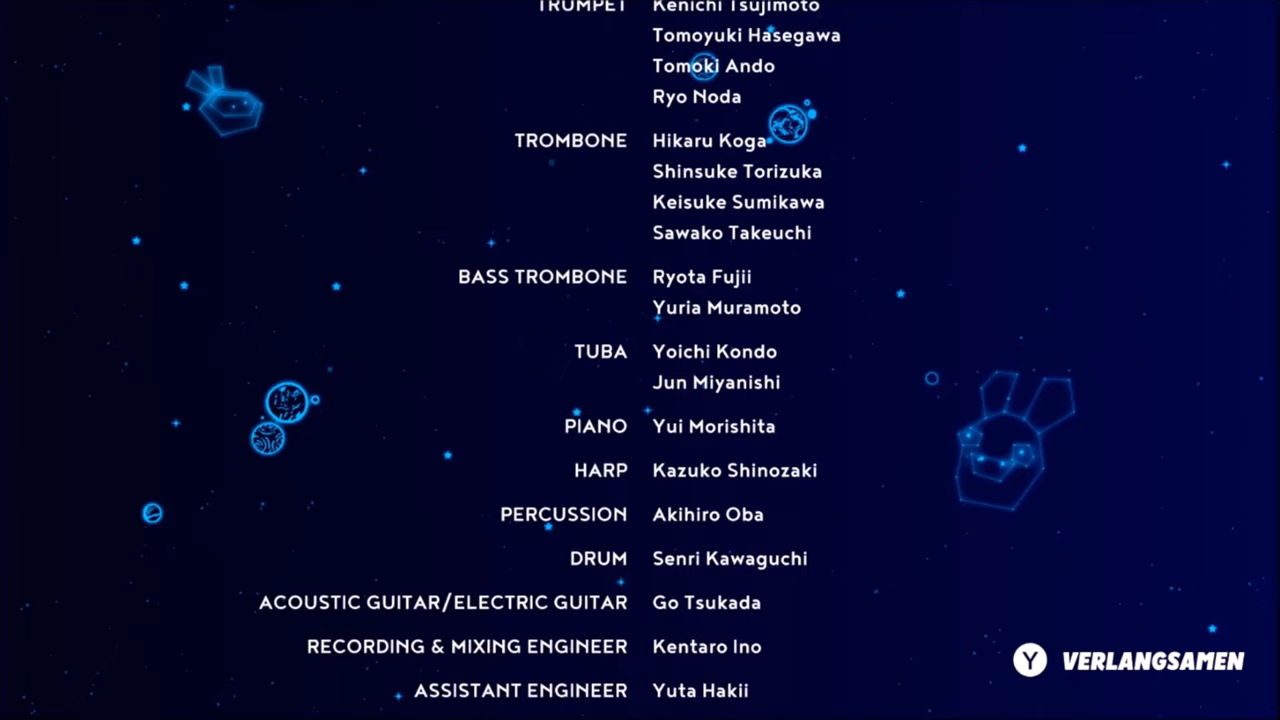 TRUMPET Kenichi Tsujimoto
Tomoyuki Hasegawa
Tomoki Ando
Ryo Noda
TROMBONE Hikaru Koga
Shinsuke Torizuka
Keisuke Sumikawa
Sawako Takeuchi
BASS TROMBONE Ryota Fujii
Yuria Muramoto
TUBA Yoichi Kondo
Jun Miyanishi
PIANO Yui Morishita
HARP Kazuko Shinozaki
PERCUSSION Akihiro Oba
DRUM Senri Kawaguchi
ACOUSTIC GUITAR/ELECTRIC GUITAR Go Tsukada
RECORDING & MIXING ENGINEER Kentaro Ino
Y VERLANGSAMEN
ASSISTANT ENGINEER Yuta Hakii